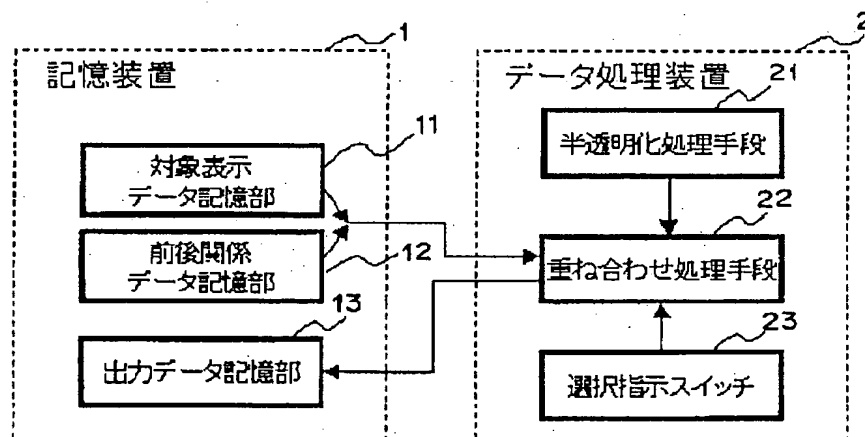 1
記憶装置
11
対象表示
データ記憶部
前後関係
データ記憶部
12
13
出力データ記憶部
2
データ処理装置
21
半透明化処理手段
22
重ね合わせ処理手段
23
選択指示スイッチ